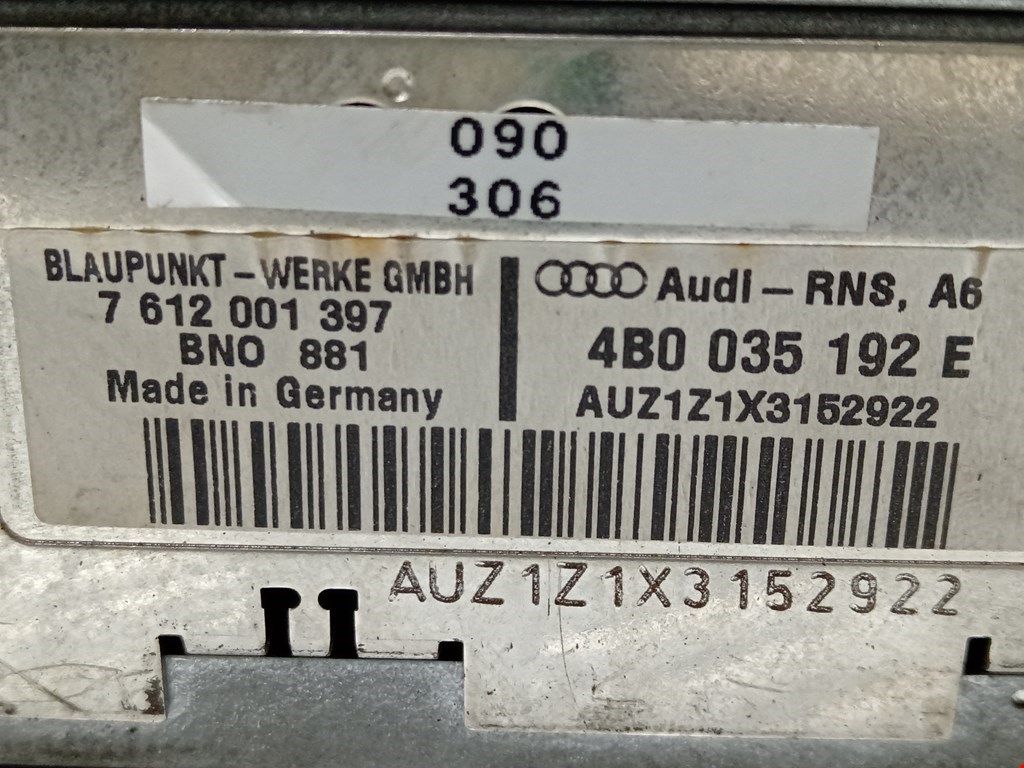 090
306
BLAUPUNKT – WERKE GMBH
7 612 001 397
BNO 881
Made in Germany
Audi – RNS, A6
4B0 035 192 E
AUZ1Z1X3152922
AUZ1Z1X3152922